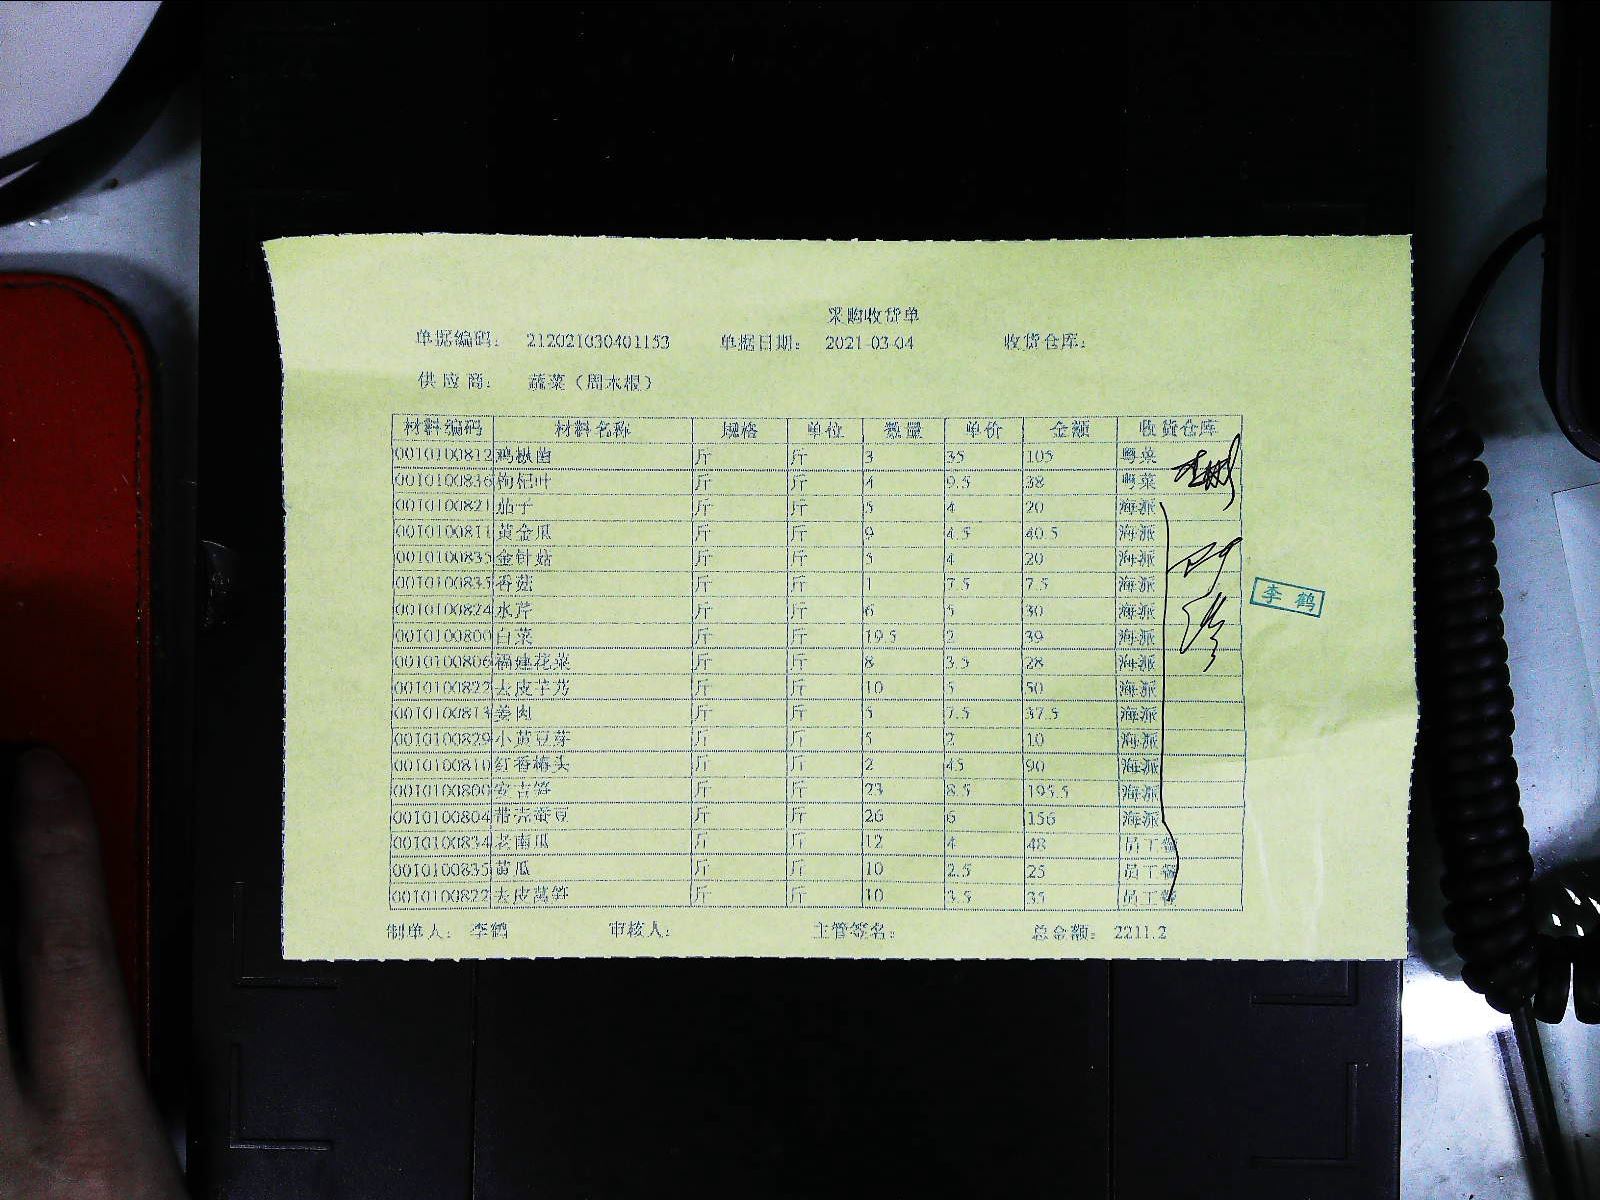 采购收货单
单据编码： 212021030401153 单据日期： 2021-03-04 收货仓库：
供应商： 蔬菜（周木根）
材料编码 材料名称 规格 单位 数量 单价 金额 收货仓库
0010100812 鸡枞菌 斤 斤 3 35 105 粤菜
0010100836 枸杞叶 斤 斤 4 9.5 38 粤菜
0010100821 茄子 斤 斤 5 4 20 海派
0010100811 黄金瓜 斤 斤 9 4.5 40.5 海派
0010100835 金针菇 斤 斤 5 4 20 海派
0010100835 香菇 斤 斤 1 7.5 7.5 海派
0010100824 水芹 斤 斤 6 5 30 海派
0010100800 白菜 斤 斤 19.5 2 39 海派
0010100806 福建花菜 斤 斤 8 3.5 28 海派
0010100822 去皮芋艿 斤 斤 10 5 50 海派
0010100813 姜肉 斤 斤 5 7.5 37.5 海派
0010100829 小黄豆芽 斤 斤 5 2 10 海派
0010100810 红香椿头 斤 斤 2 45 90 海派
0010100800 安吉笋 斤 斤 23 8.5 195.5 海派
0010100804 带壳蚕豆 斤 斤 26 6 156 海派
0010100834 老南瓜 斤 斤 12 4 48 员工餐
0010100835 黄瓜 斤 斤 10 2.5 25 员工餐
0010100822 去皮莴笋 斤 斤 10 3.5 35 员工餐
李鹤
制单人： 李鹤 审核人： 主管签名： 总金额： 2211.2